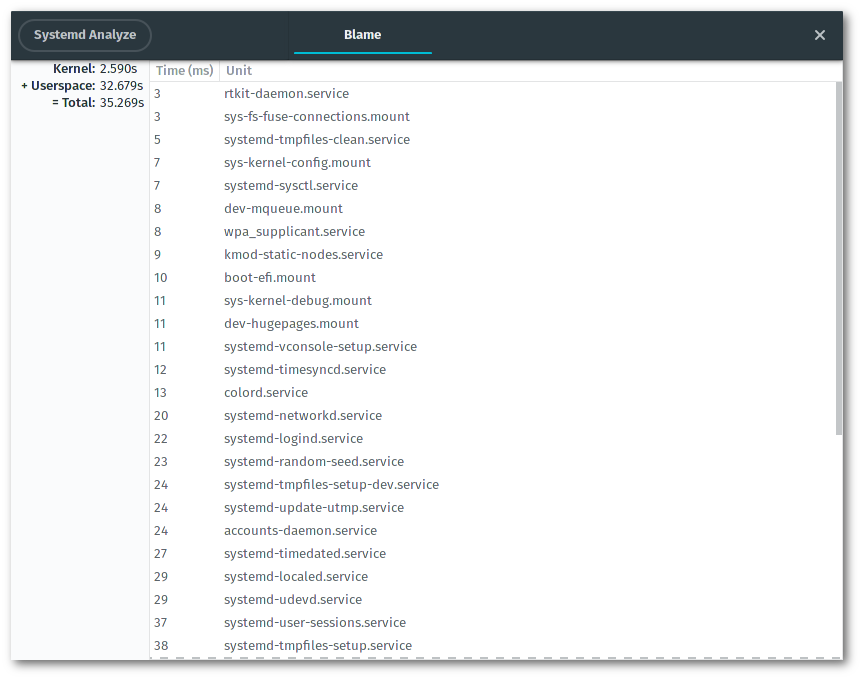 Systemd Analyze
Blame
Kernel: 2.590s
+ Userspace: 32.679s
= Total: 35.269s
Time (ms) Unit
3 rtkit-daemon.service
3 sys-fs-fuse-connections.mount
5 systemd-tmpfiles-clean.service
7 sys-kernel-config.mount
7 systemd-sysctl.service
8 dev-mqueue.mount
8 wpa_supplicant.service
9 kmod-static-nodes.service
10 boot-efi.mount
11 sys-kernel-debug.mount
11 dev-hugepages.mount
11 systemd-vconsole-setup.service
12 systemd-timesyncd.service
13 colord.service
20 systemd-networkd.service
22 systemd-logind.service
23 systemd-random-seed.service
24 systemd-tmpfiles-setup-dev.service
24 systemd-update-utmp.service
24 accounts-daemon.service
27 systemd-timedated.service
29 systemd-localed.service
29 systemd-udevd.service
37 systemd-user-sessions.service
38 systemd-tmpfiles-setup.service